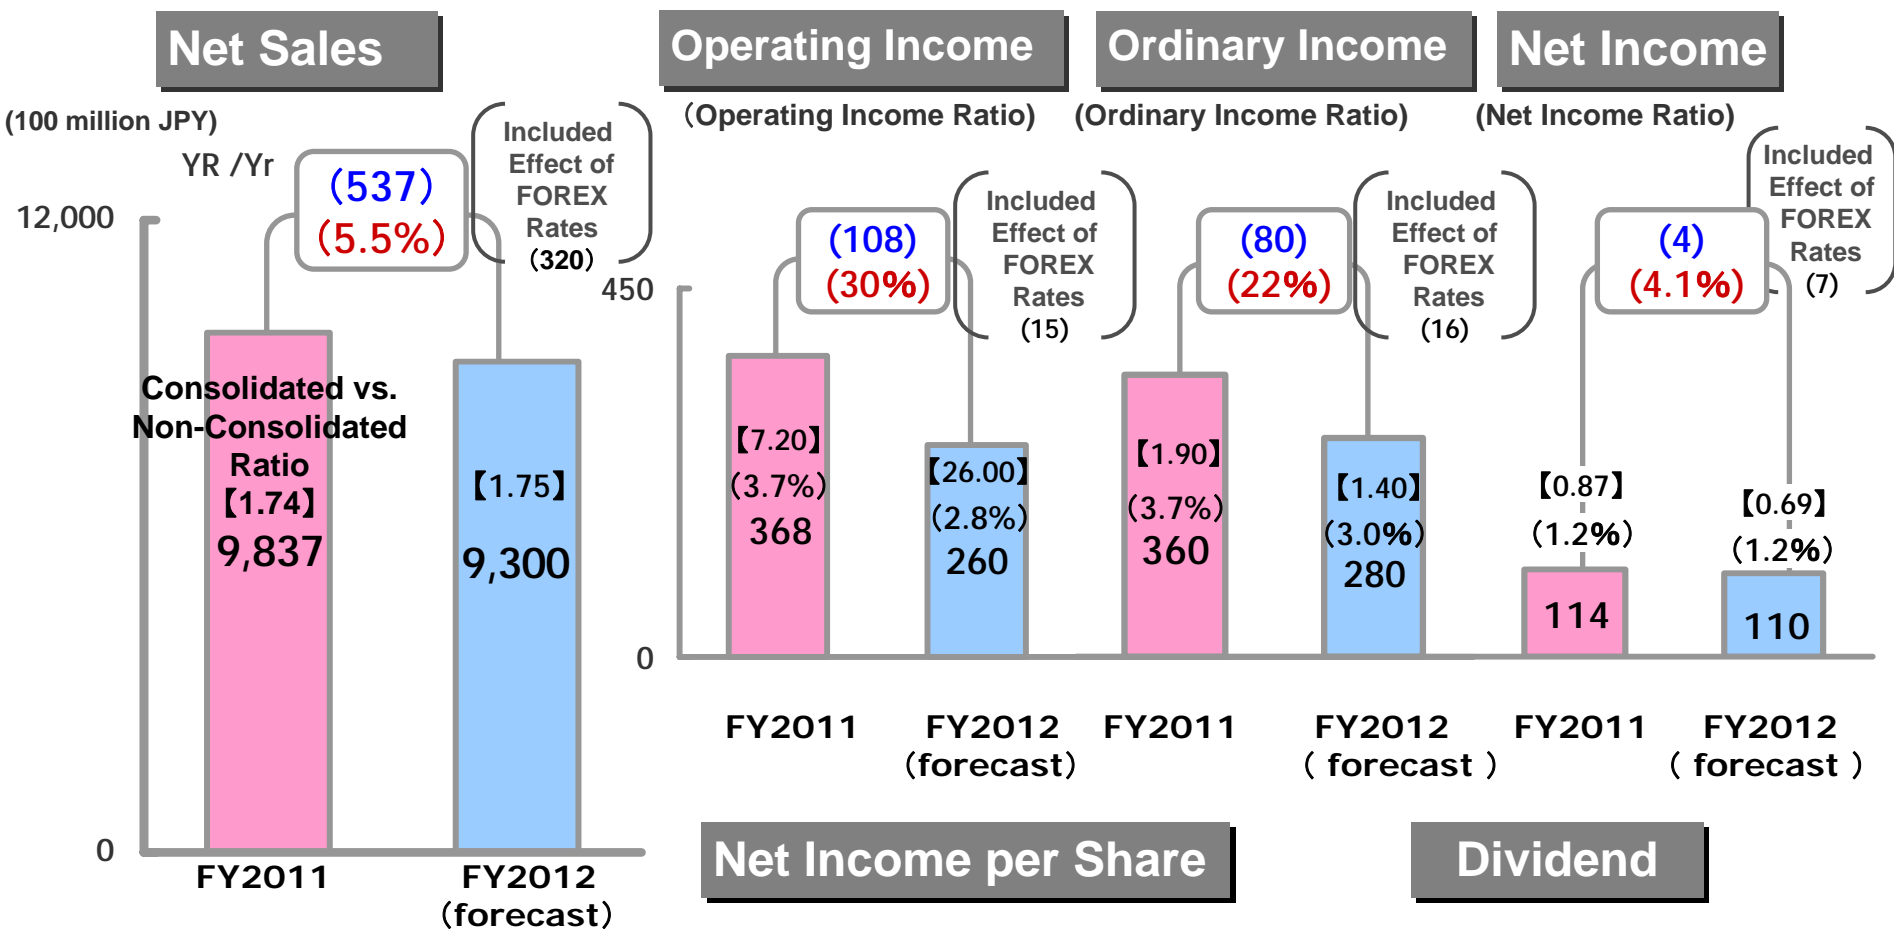 Net Sales
Operating Income
Ordinary Income
Net Income
(100 million JPY)
（Operating Income Ratio)
(Ordinary Income Ratio)
(Net Income Ratio)
YR /Yr
(537)
(5.5%)
Included
Effect of
FOREX
Rates
(320)
(108)
(30%)
Included
Effect of
FOREX
Rates
(15)
(80)
(22%)
Included
Effect of
FOREX
Rates
(16)
(4)
(4.1%)
Included
Effect of
FOREX
Rates
(7)
12,000
0
450
0
Consolidated vs.
Non-Consolidated
Ratio
【1.74】
9,837
【1.75】
9,300
【7.20】
(3.7%)
368
【26.00】
(2.8%)
260
【1.90】
(3.7%)
360
【1.40】
(3.0%)
280
【0.87】
(1.2%)
114
【0.69】
(1.2%)
110
FY2011
FY2012
(forecast)
FY2011
FY2012
(forecast)
FY2011
FY2012
( forecast )
FY2011
FY2012
( forecast )
Net Income per Share
Dividend